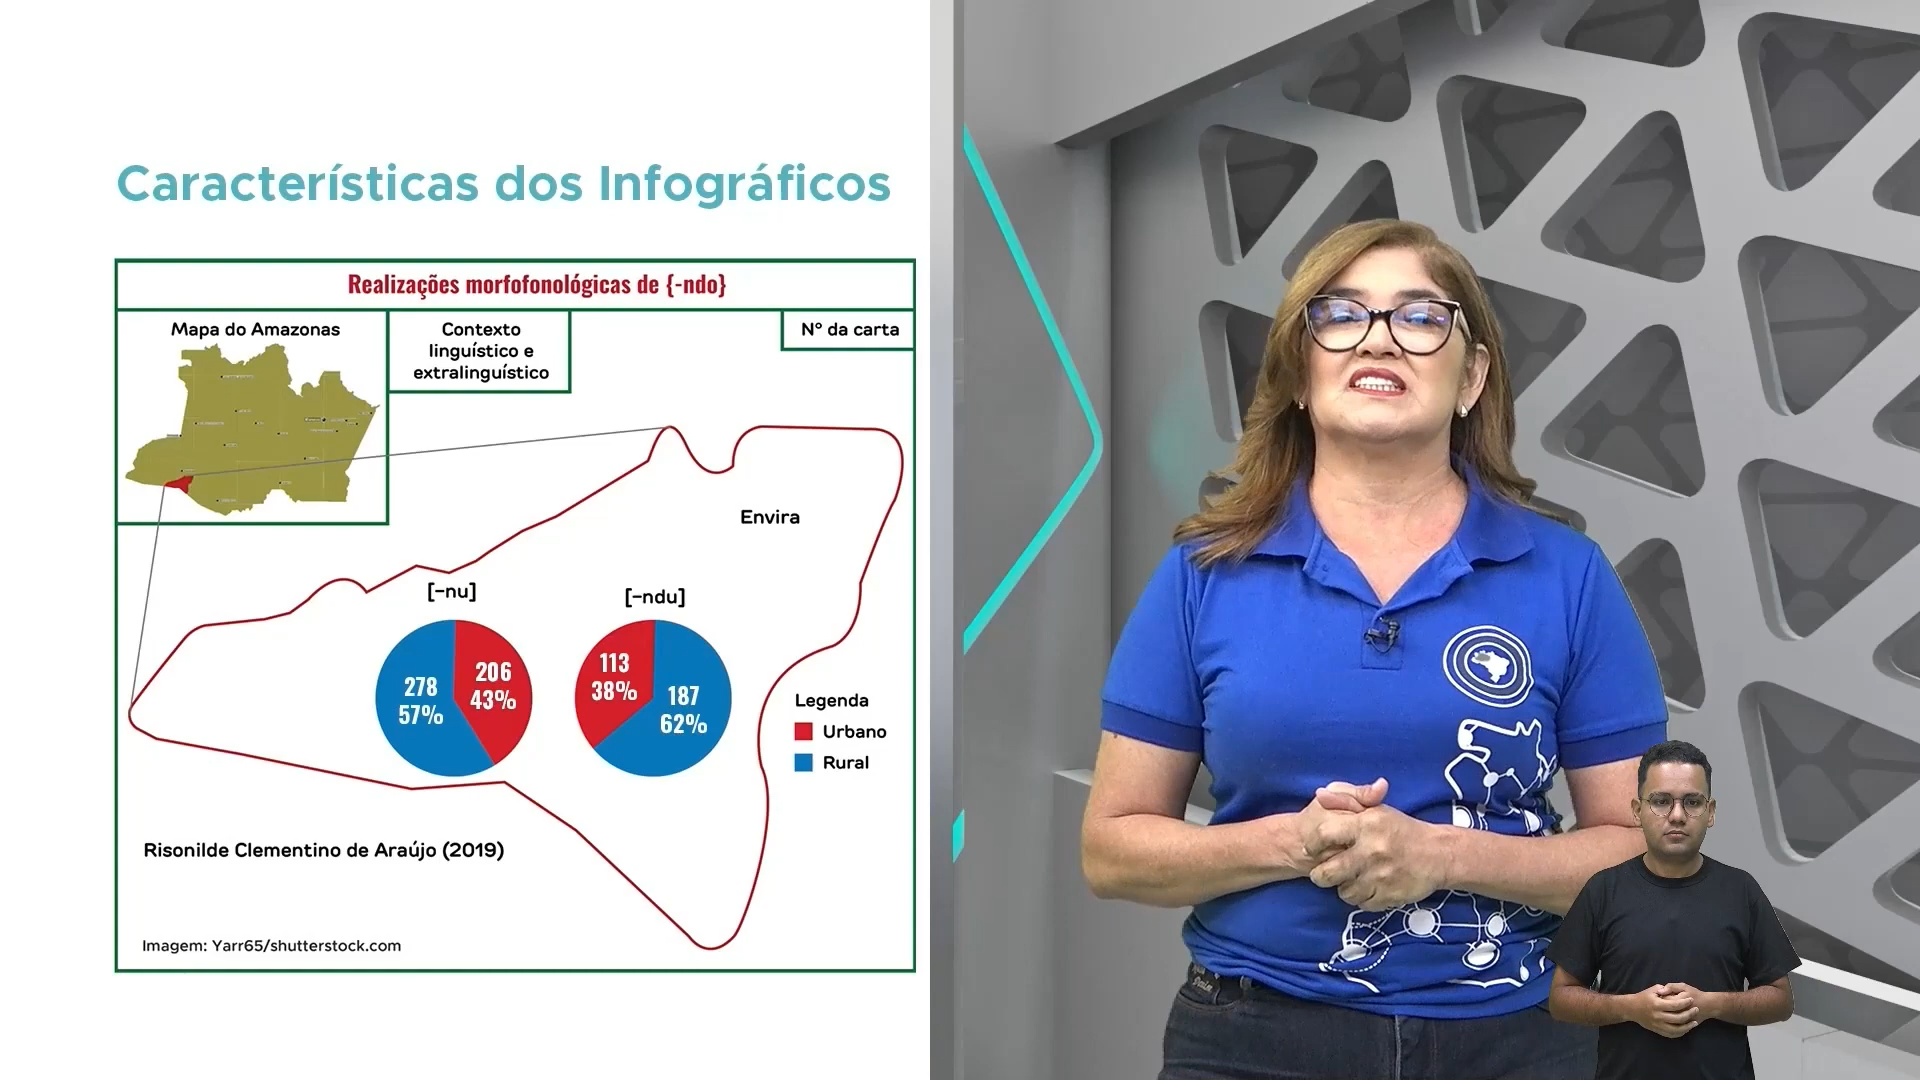 Características dos Infográficos
Realizações morfofonológicas de {-ndo}
Mapa do Amazonas
Contexto
linguístico e
extralinguístico
N° da carta
Envira
[-nu]
[-ndu]
278
57%
206
43%
113
38%
187
62%
Legenda
Urbano
Rural
Risonilde Clementino de Araújo (2019)
Imagem: Yarr65/shutterstock.com